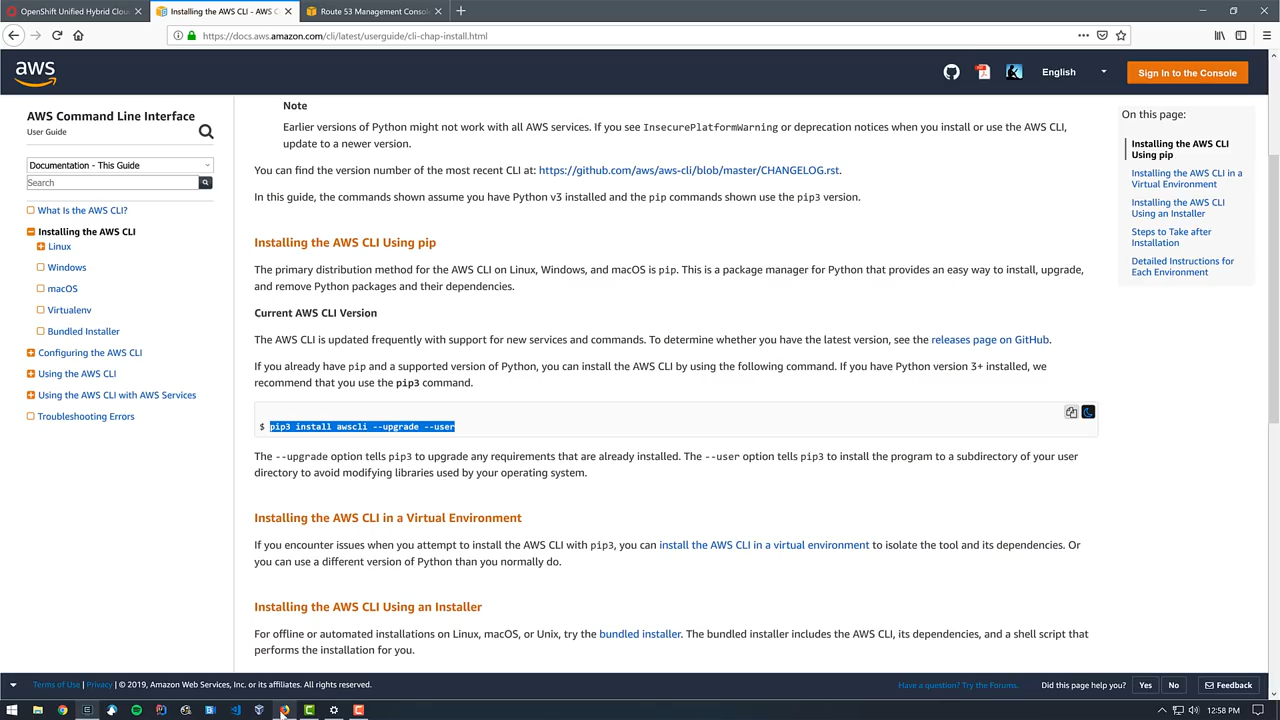 OpenShift Unified Hybrid Clou
Installing the AWS CLI - AWS C
Route 53 Management Consol
https://docs.aws.amazon.com/cli/latest/userguide/cli-chap-install.html
aws
English
Sign In to the Console
AWS Command Line Interface
User Guide
Documentation - This Guide
Search
What Is the AWS CLI?
Installing the AWS CLI
Linux
Windows
macOS
Virtualenv
Bundled Installer
Configuring the AWS CLI
Using the AWS CLI
Using the AWS CLI with AWS Services
Troubleshooting Errors
Note
Earlier versions of Python might not work with all AWS services. If you see InsecurePlatformWarning or deprecation notices when you install or use the AWS CLI,
update to a newer version.
You can find the version number of the most recent CLI at: https://github.com/aws/aws-cli/blob/master/CHANGELOG.rst.
In this guide, the commands shown assume you have Python v3 installed and the pip commands shown use the pip3 version.
Installing the AWS CLI Using pip
The primary distribution method for the AWS CLI on Linux, Windows, and macOS is pip. This is a package manager for Python that provides an easy way to install, upgrade,
and remove Python packages and their dependencies.
Current AWS CLI Version
The AWS CLI is updated frequently with support for new services and commands. To determine whether you have the latest version, see the releases page on GitHub.
If you already have pip and a supported version of Python, you can install the AWS CLI by using the following command. If you have Python version 3+ installed, we
recommend that you use the pip3 command.
$ pip3 install awscli --upgrade --user
The --upgrade option tells pip3 to upgrade any requirements that are already installed. The --user option tells pip3 to install the program to a subdirectory of your user
directory to avoid modifying libraries used by your operating system.
Installing the AWS CLI in a Virtual Environment
If you encounter issues when you attempt to install the AWS CLI with pip3, you can install the AWS CLI in a virtual environment to isolate the tool and its dependencies. Or
you can use a different version of Python than you normally do.
Installing the AWS CLI Using an Installer
For offline or automated installations on Linux, macOS, or Unix, try the bundled installer. The bundled installer includes the AWS CLI, its dependencies, and a shell script that
performs the installation for you.
On this page:
Installing the AWS CLI
Using pip
Installing the AWS CLI in a
Virtual Environment
Installing the AWS CLI
Using an Installer
Steps to Take after
Installation
Detailed Instructions for
Each Environment
Terms of Use | Privacy | © 2019, Amazon Web Services, Inc. or its affiliates. All rights reserved.
Have a question? Try the Forums.
Did this page help you?
Yes
No
Feedback
12:58 PM